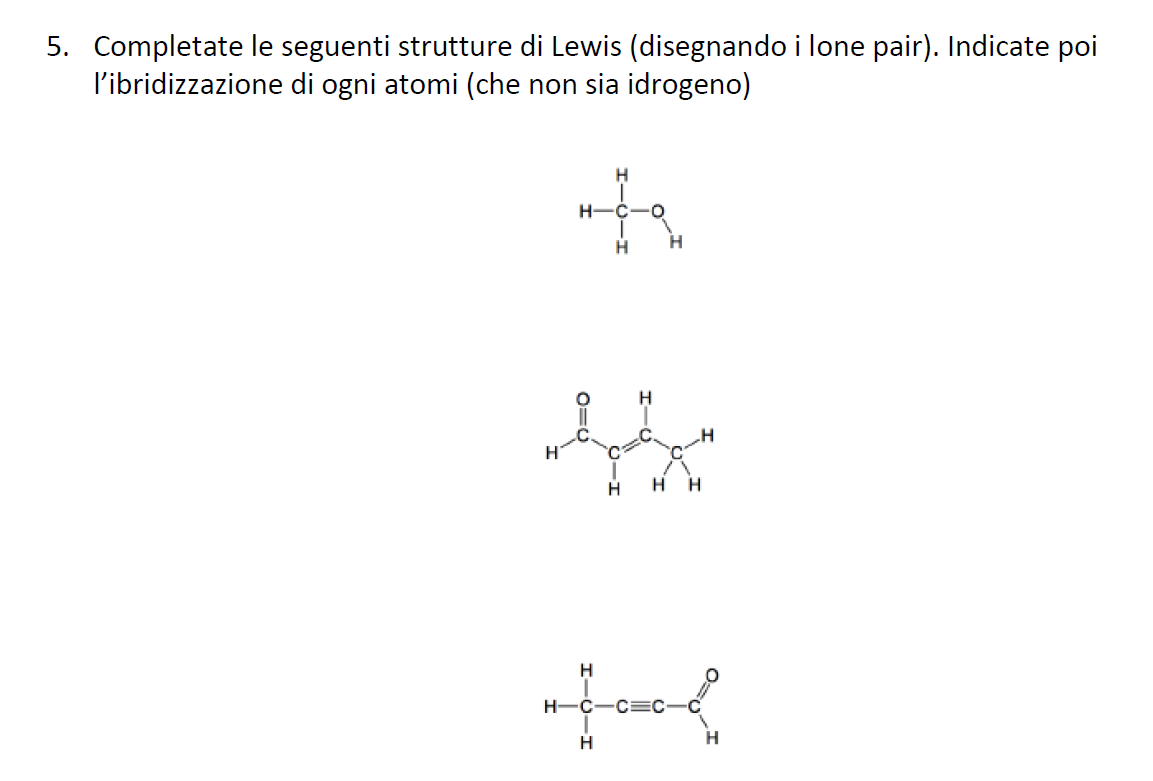 5. Completate le seguenti strutture di Lewis (disegnando i lone pair). Indicate poi
l'ibridizzazione di ogni atomi (che non sia idrogeno)
H
H-C-O
H H
O H
C C H
H C C
H H H
H O
H-C-C≡C-C
H H